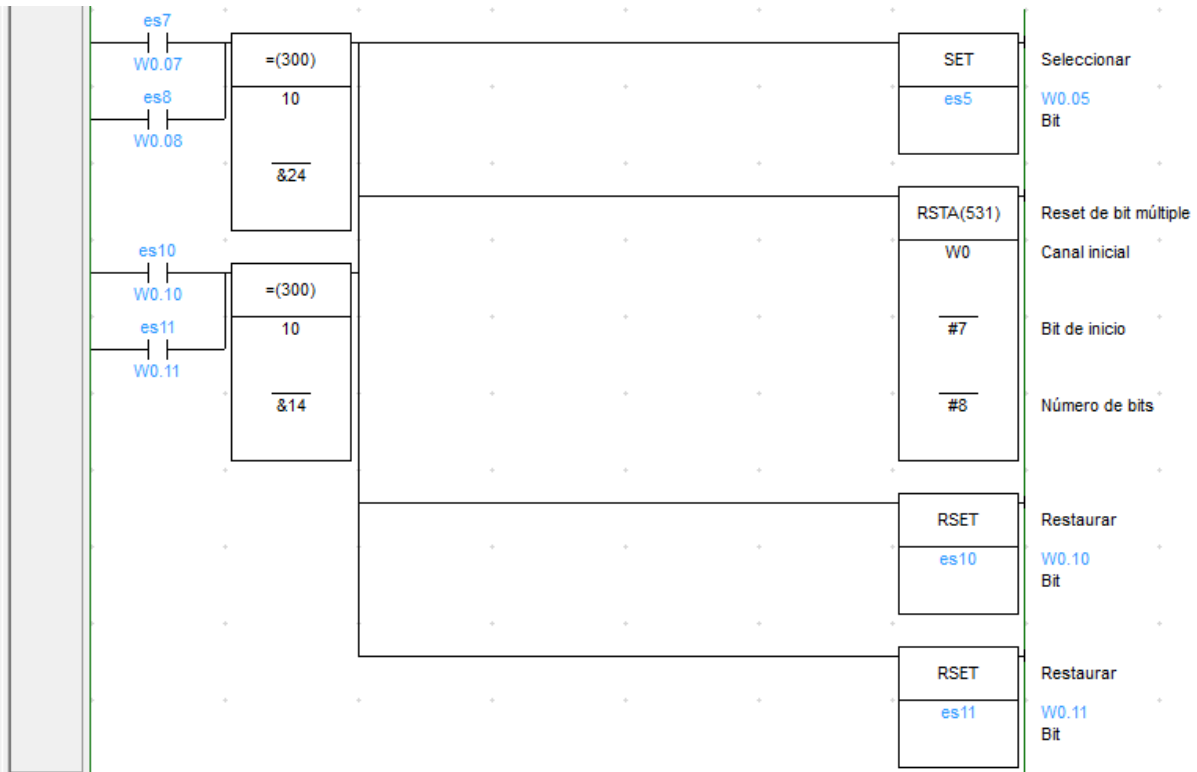 es7
W0.07
es8
W0.08
=(300)
10
&24
SET
es5
Seleccionar
W0.05
Bit
es10
W0.10
es11
W0.11
=(300)
10
&14
RSTA(531)
W0
#7
#8
Reset de bit múltiple
Canal inicial
Bit de inicio
Número de bits
RSET
es10
Restaurar
W0.10
Bit
RSET
es11
Restaurar
W0.11
Bit